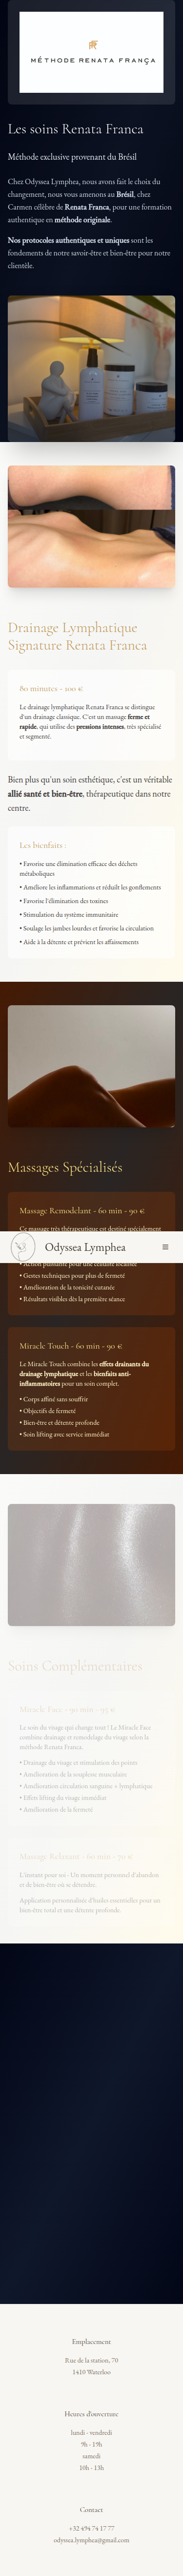 MÉTHODE RENATA FRANÇA
Les soins Renata Franca
Méthode exclusive provenant du Brésil
Chez Odyssea Lymphea, nous avons fait le choix du
changement, nous vous amenons au Brésil, chez
Carmen célèbre de Renata Franca, pour une formation
authentique en méthode originale.
Nos protocoles authentiques et uniques sont les
fondements de notre savoir-être et bien-être pour notre
clientèle.
Drainage Lymphatique
Signature Renata Franca
80 minutes - 100 €
Le drainage lymphatique Renata Franca se distingue
d'un drainage classique. C'est un massage ferme et
rapide, qui utilise des pressions intenses, très spécialisé
et segmenté.
Bien plus qu'un soin esthétique, c'est un véritable
allié santé et bien-être, thérapeutique dans notre
centre.
Les bienfaits :
• Favorise une élimination efficace des déchets
métaboliques
• Améliore les inflammations et réduit les gonflements
• Favorise l'élimination des toxines
• Stimulation du système immunitaire
• Soulage les jambes lourdes et favorise la circulation
• Aide à la détente et prévient les affaissements
Massages Spécialisés
Massage Remodelant - 60 min - 90 €
Ce massage très thérapeutique est destiné spécialement
Odyssea Lymphea
• Action puissante pour une cellulite localisée
• Gestes techniques pour plus de fermeté
• Amélioration de la tonicité cutanée
• Résultats visibles dès la première séance
Miracle Touch - 60 min - 90 €
Le Miracle Touch combine les effets drainants du
drainage lymphatique et les bienfaits anti-
inflammatoires pour un soin complet.
• Corps affiné sans souffrir
• Objectifs de fermeté
• Bien-être et détente profonde
• Soin lifting avec service immédiat
Soins Complémentaires
Miracle Face - 90 min - 95 €
Le soin du visage qui change tout ! Le Miracle Face
combine drainage et remodelage du visage selon la
méthode Renata Franca.
• Drainage du visage et stimulation des points
• Amélioration de la souplesse musculaire
• Amélioration circulation sanguine + lymphatique
• Effets lifting du visage immédiat
• Amélioration de la fermeté
Massage Relaxant - 60 min - 70 €
L'instant pour soi - Un moment personnel d'abandon
et de bien-être où se détendre.
Application personnalisée d'huiles essentielles pour un
bien-être total et une détente profonde.
Emplacement
Rue de la station, 70
1410 Waterloo
Heures d'ouverture
lundi - vendredi
9h - 19h
samedi
10h - 13h
Contact
+32 494 74 17 77
odyssea.lymphea@gmail.com